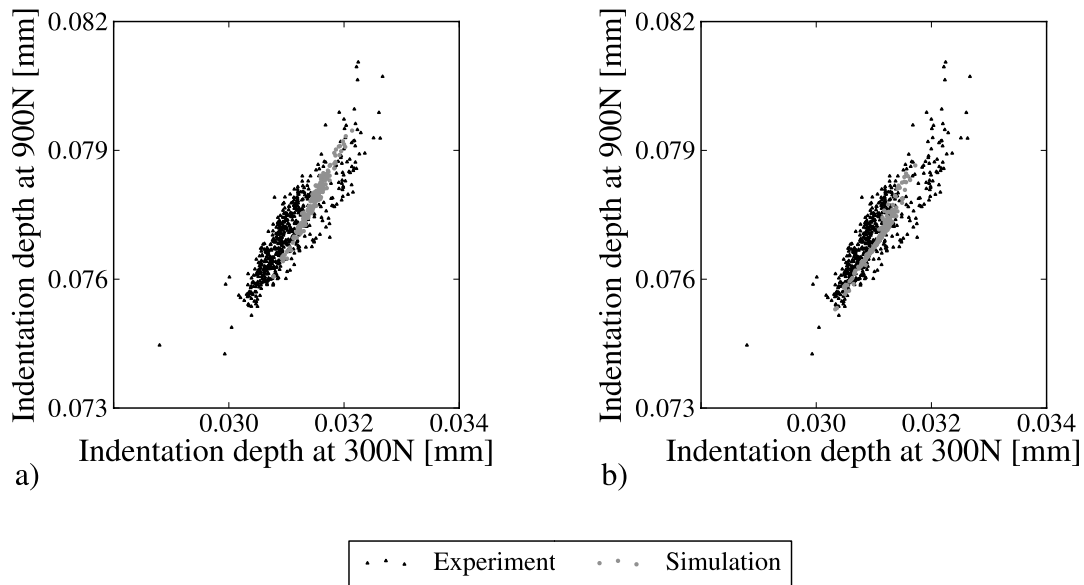 0.082
0.079
0.076
0.073
Indentation depth at 900N [mm]
0.030 0.032 0.034
Indentation depth at 300N [mm]
a)
0.082
0.079
0.076
0.073
Indentation depth at 900N [mm]
0.030 0.032 0.034
Indentation depth at 300N [mm]
b)
Experiment Simulation